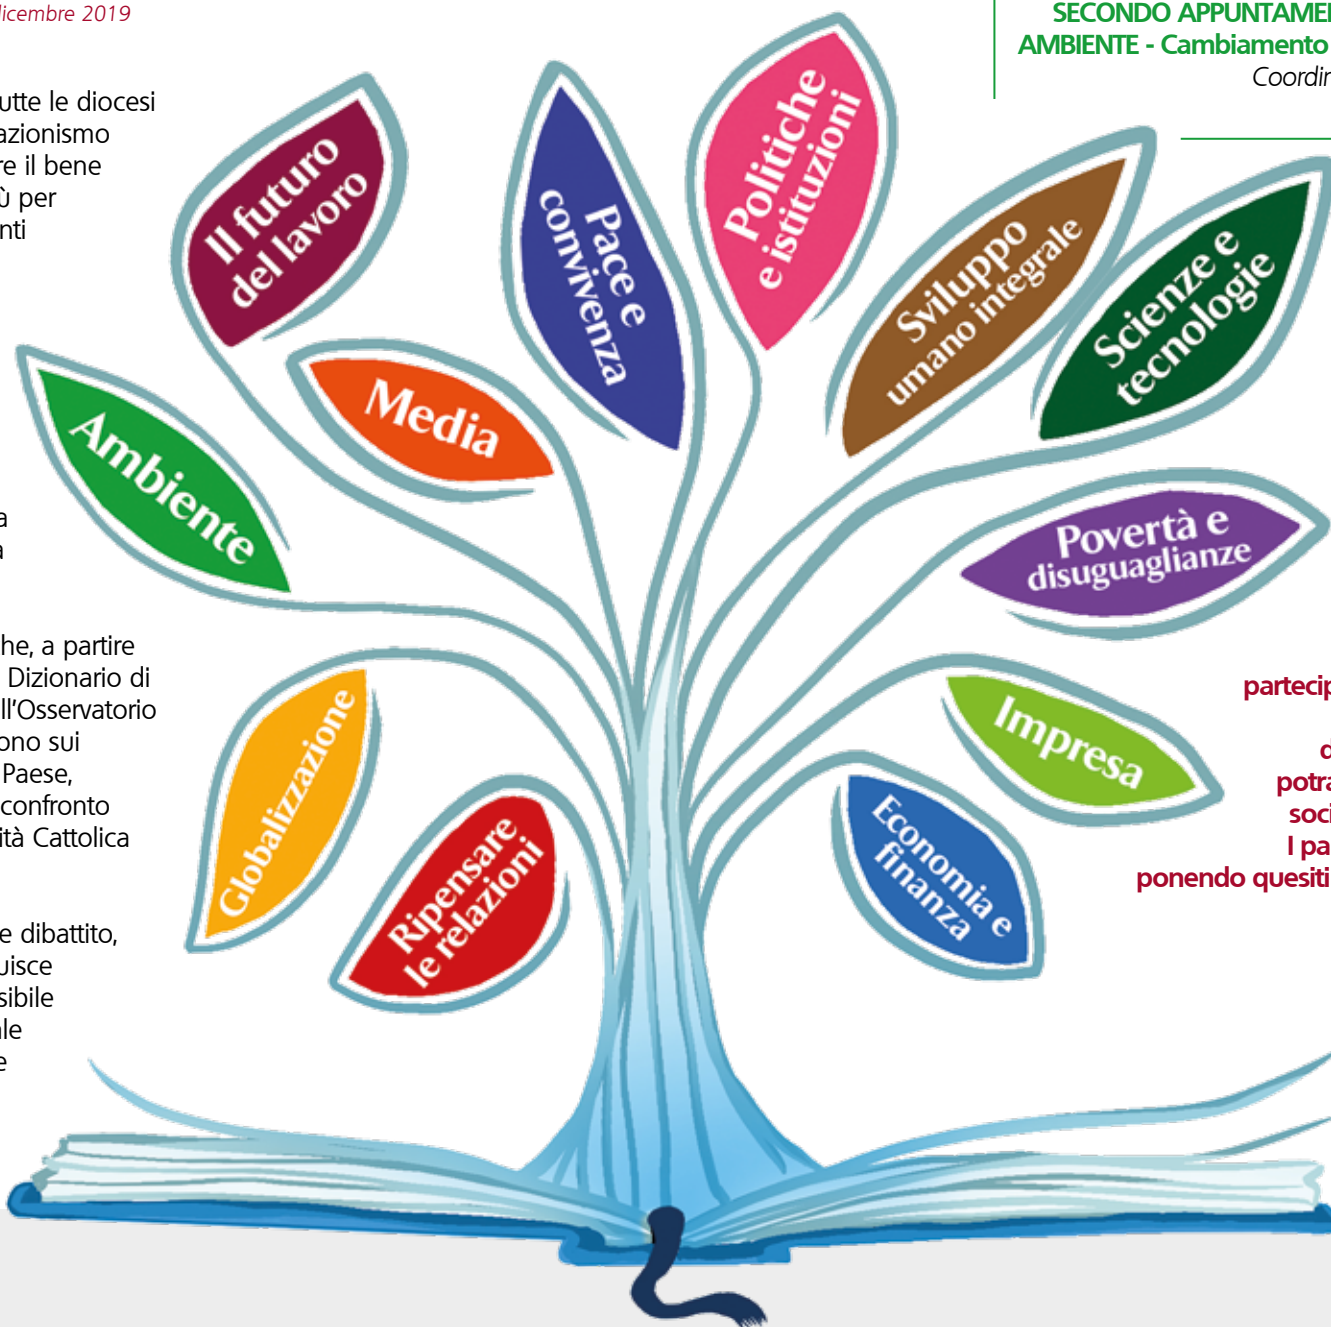 dicembre 2019
utte le diocesi
azionismo
re il bene
ù per
nti
a
a
he, a partire
Dizionario di
ll'Osservatorio
ono sui
Paese,
confronto
ità Cattolica
e dibattito,
uisce
sibile
ale
e
SECONDO APPUNTAMEN
AMBIENTE - Cambiamento
Coordin
Il futuro
del lavoro
Pace e
convivenza
Politiche
e istituzioni
Sviluppo
umano integrale
Scienze e
tecnologie
Ambiente
Media
Povertà e
disuguaglianze
Globalizzazione
Ripensare
le relazioni
Impresa
Economia e
finanza
partecip
d
potra
soci
I pa
ponendo quesiti